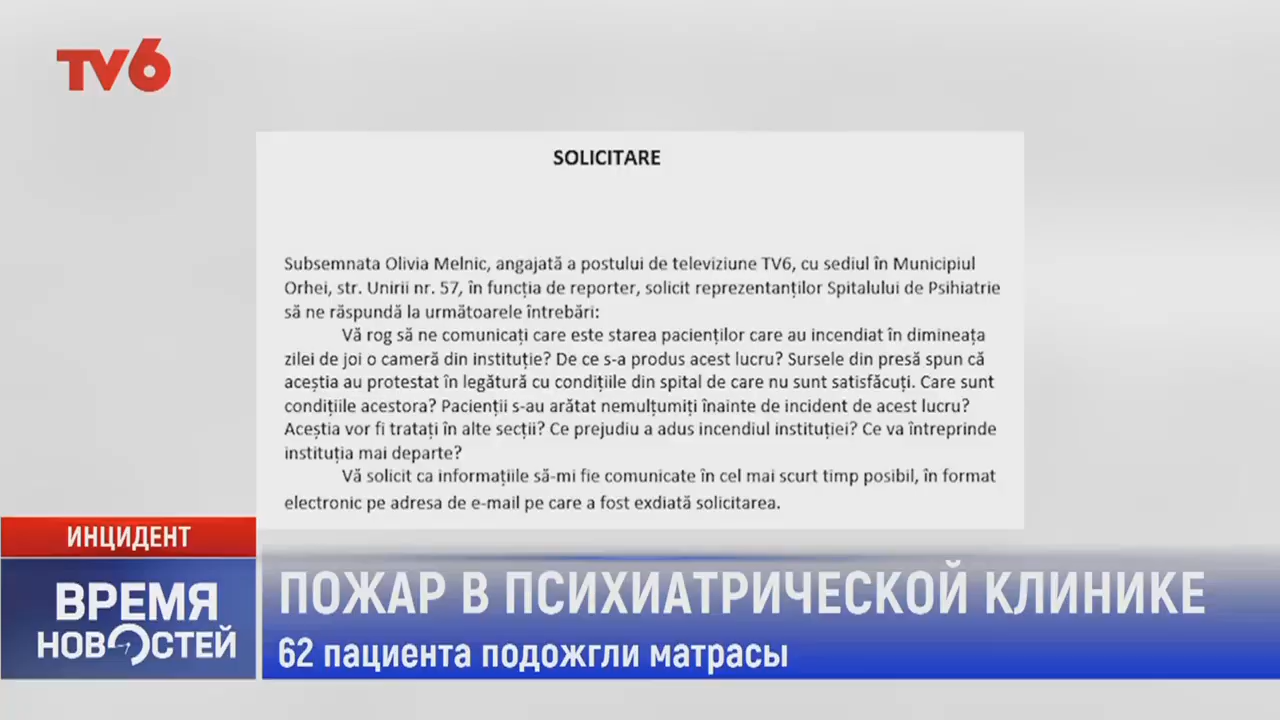 TV6
SOLICITARE
Subsemnata Olivia Melnic, angajată a postului de televiziune TV6, cu sediul în Municipiul
Orhei, str. Unirii nr. 57, în funcția de reporter, solicit reprezentanților Spitalului de Psihiatrie
să ne răspundă la următoarele întrebări:
Vă rog să ne comunicați care este starea pacienților care au incendiat în dimineața
zilei de joi o cameră din instituție? De ce s-a produs acest lucru? Sursele din presă spun că
aceștia au protestat în legătură cu condițiile din spital de care nu sunt satisfăcuți. Care sunt
condițiile acestora? Pacienții s-au arătat nemulțumiți înainte de incident de acest lucru?
Aceștia vor fi tratați în alte secții? Ce prejudiu a adus incendiul instituției? Ce va întreprinde
instituția mai departe?
Vă solicit ca informațiile să-mi fie comunicate în cel mai scurt timp posibil, în format
electronic pe adresa de e-mail pe care a fost exdiată solicitarea.
ИНЦИДЕНТ
ВРЕМЯ
НОВОСТЕЙ
ПОЖАР В ПСИХИАТРИЧЕСКОЙ КЛИНИКЕ
62 пациента подожгли матрасы